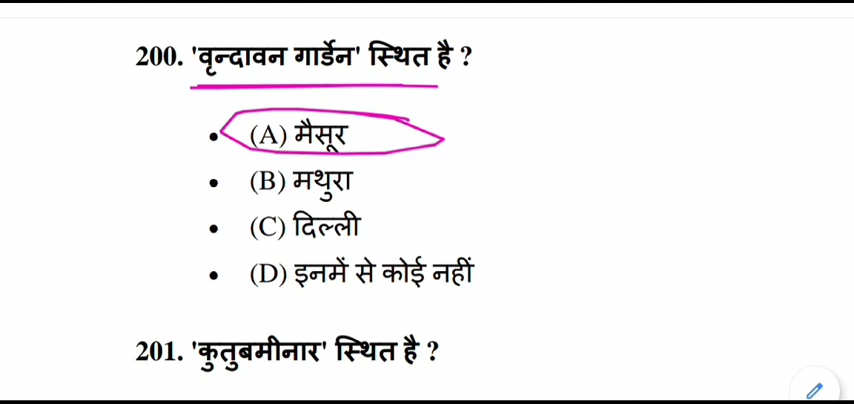 200. 'वृन्दावन गार्डेन' स्थित है ?
• (A) मैसूर
• (B) मथुरा
• (C) दिल्ली
• (D) इनमें से कोई नहीं
201. 'कुतुबमीनार' स्थित है ?